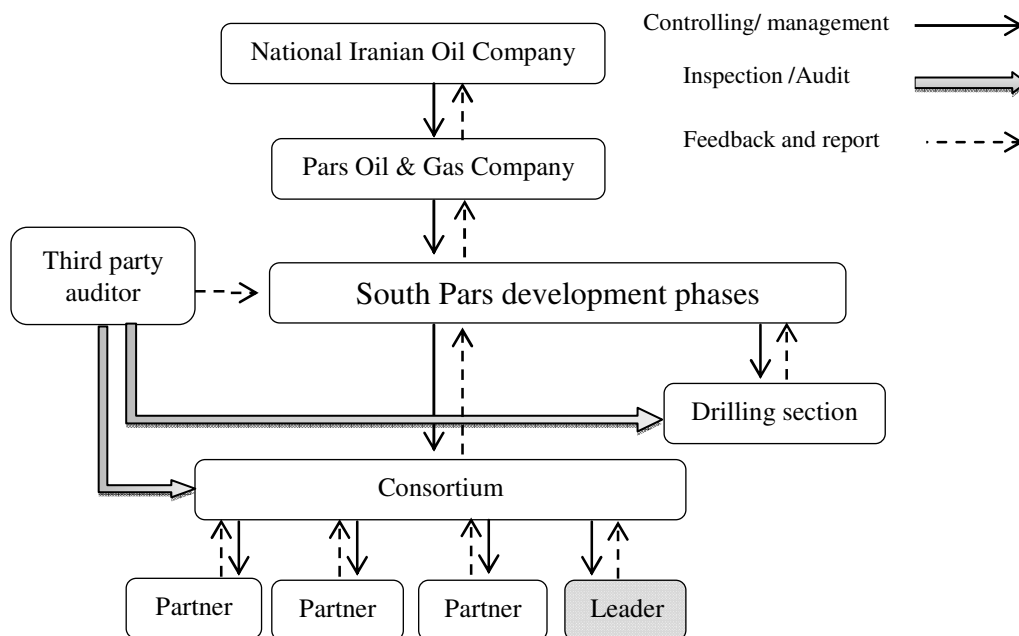 Controlling/ management
National Iranian Oil Company
Inspection /Audit
Feedback and report
Pars Oil & Gas Company
Third party
auditor
South Pars development phases
Drilling section
Consortium
Partner
Partner
Partner
Leader